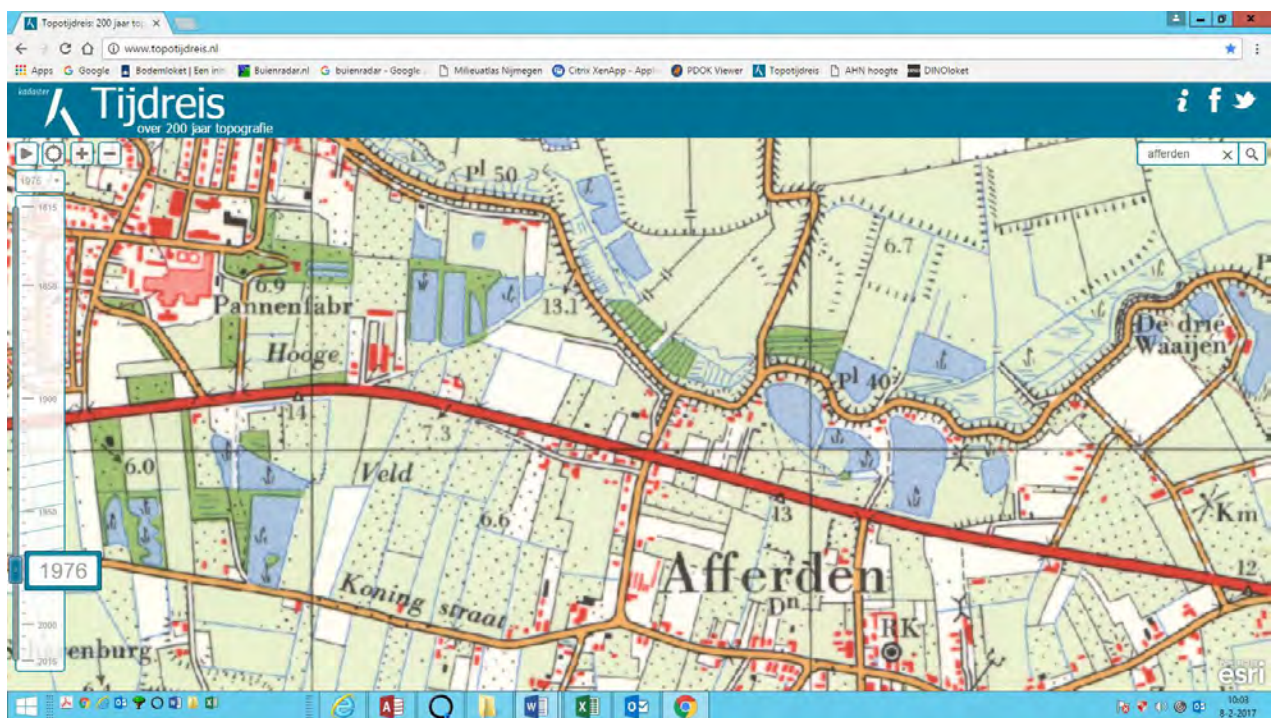 Topotijdreis: 200 jaar to
www.topotijdreis.nl
Apps Google Bodemloket | Een in Buienradar.nl buienradar - Google Milieuatlas Nijmegen Citrix XenApp - Appl PDOK Viewer Topotijdreis AHN hoogte DINOloket
kadaster
Tijdreis
over 200 jaar topografie
afferden
1976
1815
1850
1900
1950
1976
2000
2015
Pl 50
6.7
6.9
Pannenfabr
13.1
De drie
Waaijen
Hooge
Pl 40
14
7.3
6.0
Veld
6.6
13
Km
Afferden
12
Koning straat
Dn
RK
enburg
esri
10:03
8-2-2017